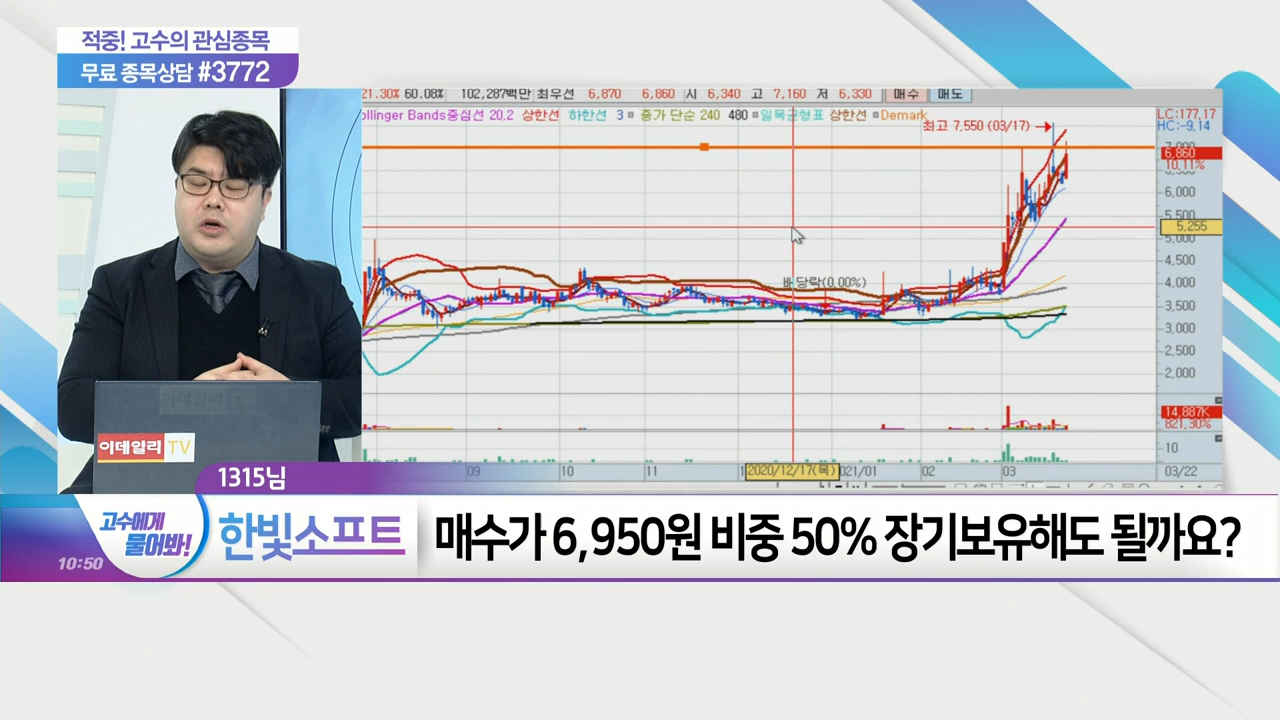 적중! 고수의 관심종목
무료 종목상담 #3772
21.30% 60.08% 102,287백만 최우선 6,870 6,860 시 6,340 고 7,160 저 6,330 매수 매도
ollinger Bands중심선 20,2 상한선 하한선 3 종가 단순 240 480 일목균형표 상한선 Demark
LC:177.17
HC:-9.14
최고 7,550 (03/17)
7,000
6,860
10.11%
6,500
6,000
5,500
5,255
5,000
4,500
배당락(0.00%)
4,000
3,500
3,000
2,500
2,000
14,887K
821.30%
10
이데일리 TV
09 10 11 2020/12/17(목) 021/01 02 03 03/22
1315님
고수에게
물어봐!
10:50
한빛소프트
매수가 6,950원 비중 50% 장기보유해도 될까요?